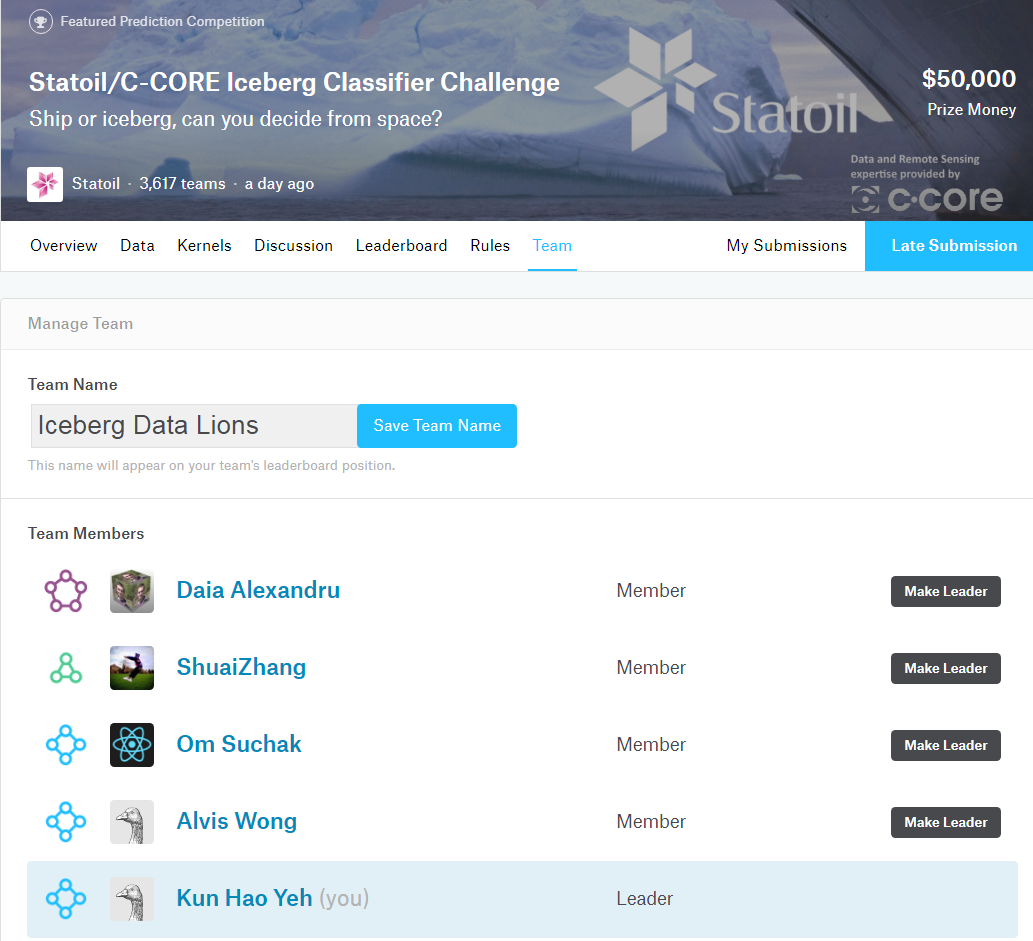 Featured Prediction Competition
Statoil/C-CORE Iceberg Classifier Challenge
Ship or iceberg, can you decide from space?
$50,000
Prize Money
Statoil
Data and Remote Sensing
expertise provided by
c·core
Statoil · 3,617 teams · a day ago
Overview Data Kernels Discussion Leaderboard Rules Team My Submissions Late Submission
Manage Team
Team Name
Iceberg Data Lions Save Team Name
This name will appear on your team's leaderboard position.
Team Members
Daia Alexandru Member Make Leader
ShuaiZhang Member Make Leader
Om Suchak Member Make Leader
Alvis Wong Member Make Leader
Kun Hao Yeh (you) Leader